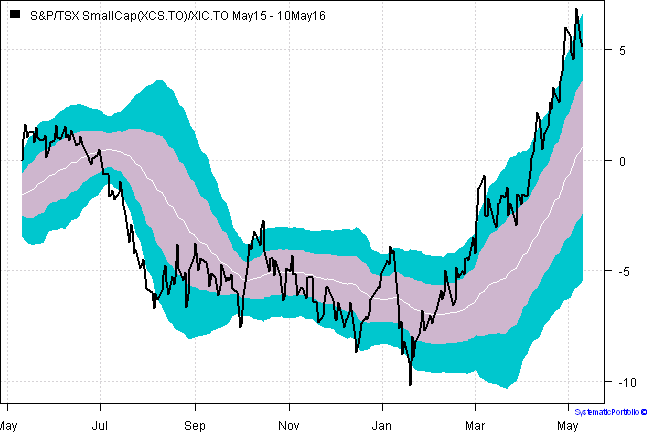 S&P/TSX SmallCap(XCS.TO)/XIC.TO May15 - 10May16
5
0
-5
-10
May Jul Sep Nov Jan Mar May
SystematicPortfolio ©